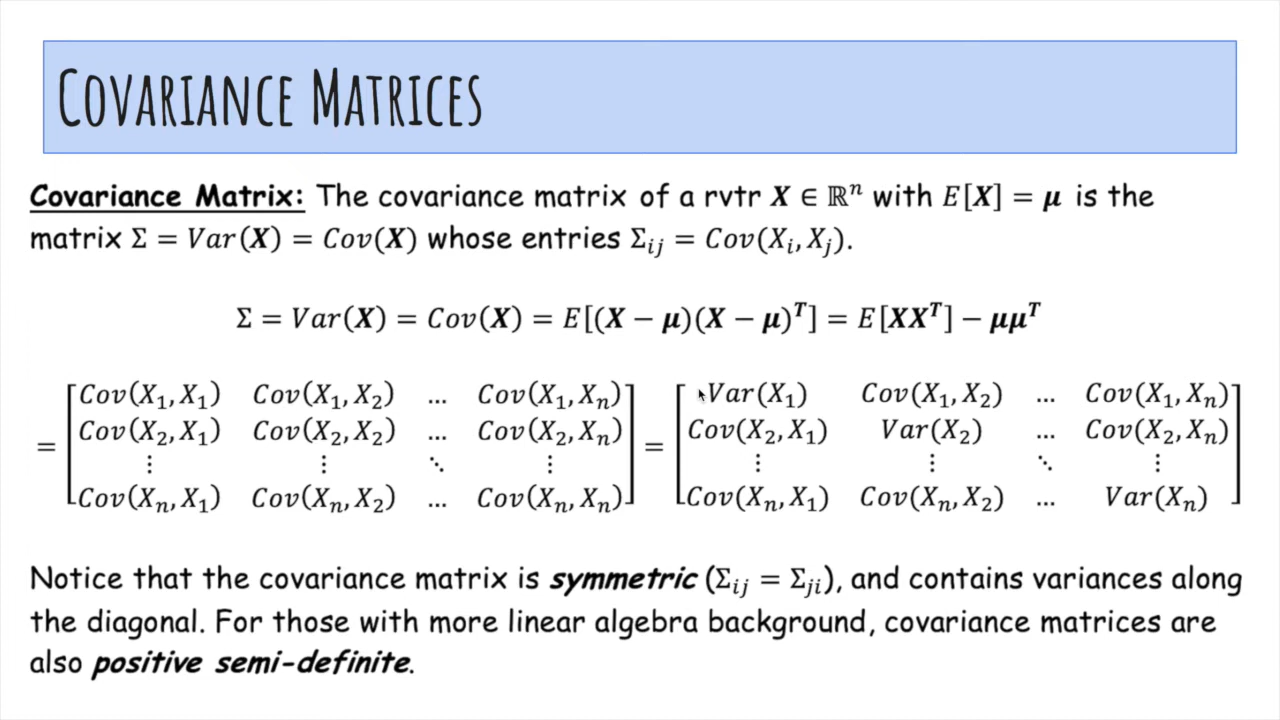 COVARIANCE MATRICES
Covariance Matrix: The covariance matrix of a rvtr X ∈ ℝⁿ with E[X] = μ is the
matrix Σ = Var(X) = Cov(X) whose entries Σᵢⱼ = Cov(Xᵢ, Xⱼ).
Σ = Var(X) = Cov(X) = E[(X − μ)(X − μ)ᵀ] = E[XXᵀ] − μμᵀ
= [Cov(X₁, X₁) Cov(X₁, X₂) … Cov(X₁, Xₙ)
Cov(X₂, X₁) Cov(X₂, X₂) … Cov(X₂, Xₙ)
⋮ ⋮ ⋱ ⋮
Cov(Xₙ, X₁) Cov(Xₙ, X₂) … Cov(Xₙ, Xₙ)]
= [Var(X₁) Cov(X₁, X₂) … Cov(X₁, Xₙ)
Cov(X₂, X₁) Var(X₂) … Cov(X₂, Xₙ)
⋮ ⋮ ⋱ ⋮
Cov(Xₙ, X₁) Cov(Xₙ, X₂) … Var(Xₙ)]
Notice that the covariance matrix is symmetric (Σᵢⱼ = Σⱼᵢ), and contains variances along
the diagonal. For those with more linear algebra background, covariance matrices are
also positive semi-definite.